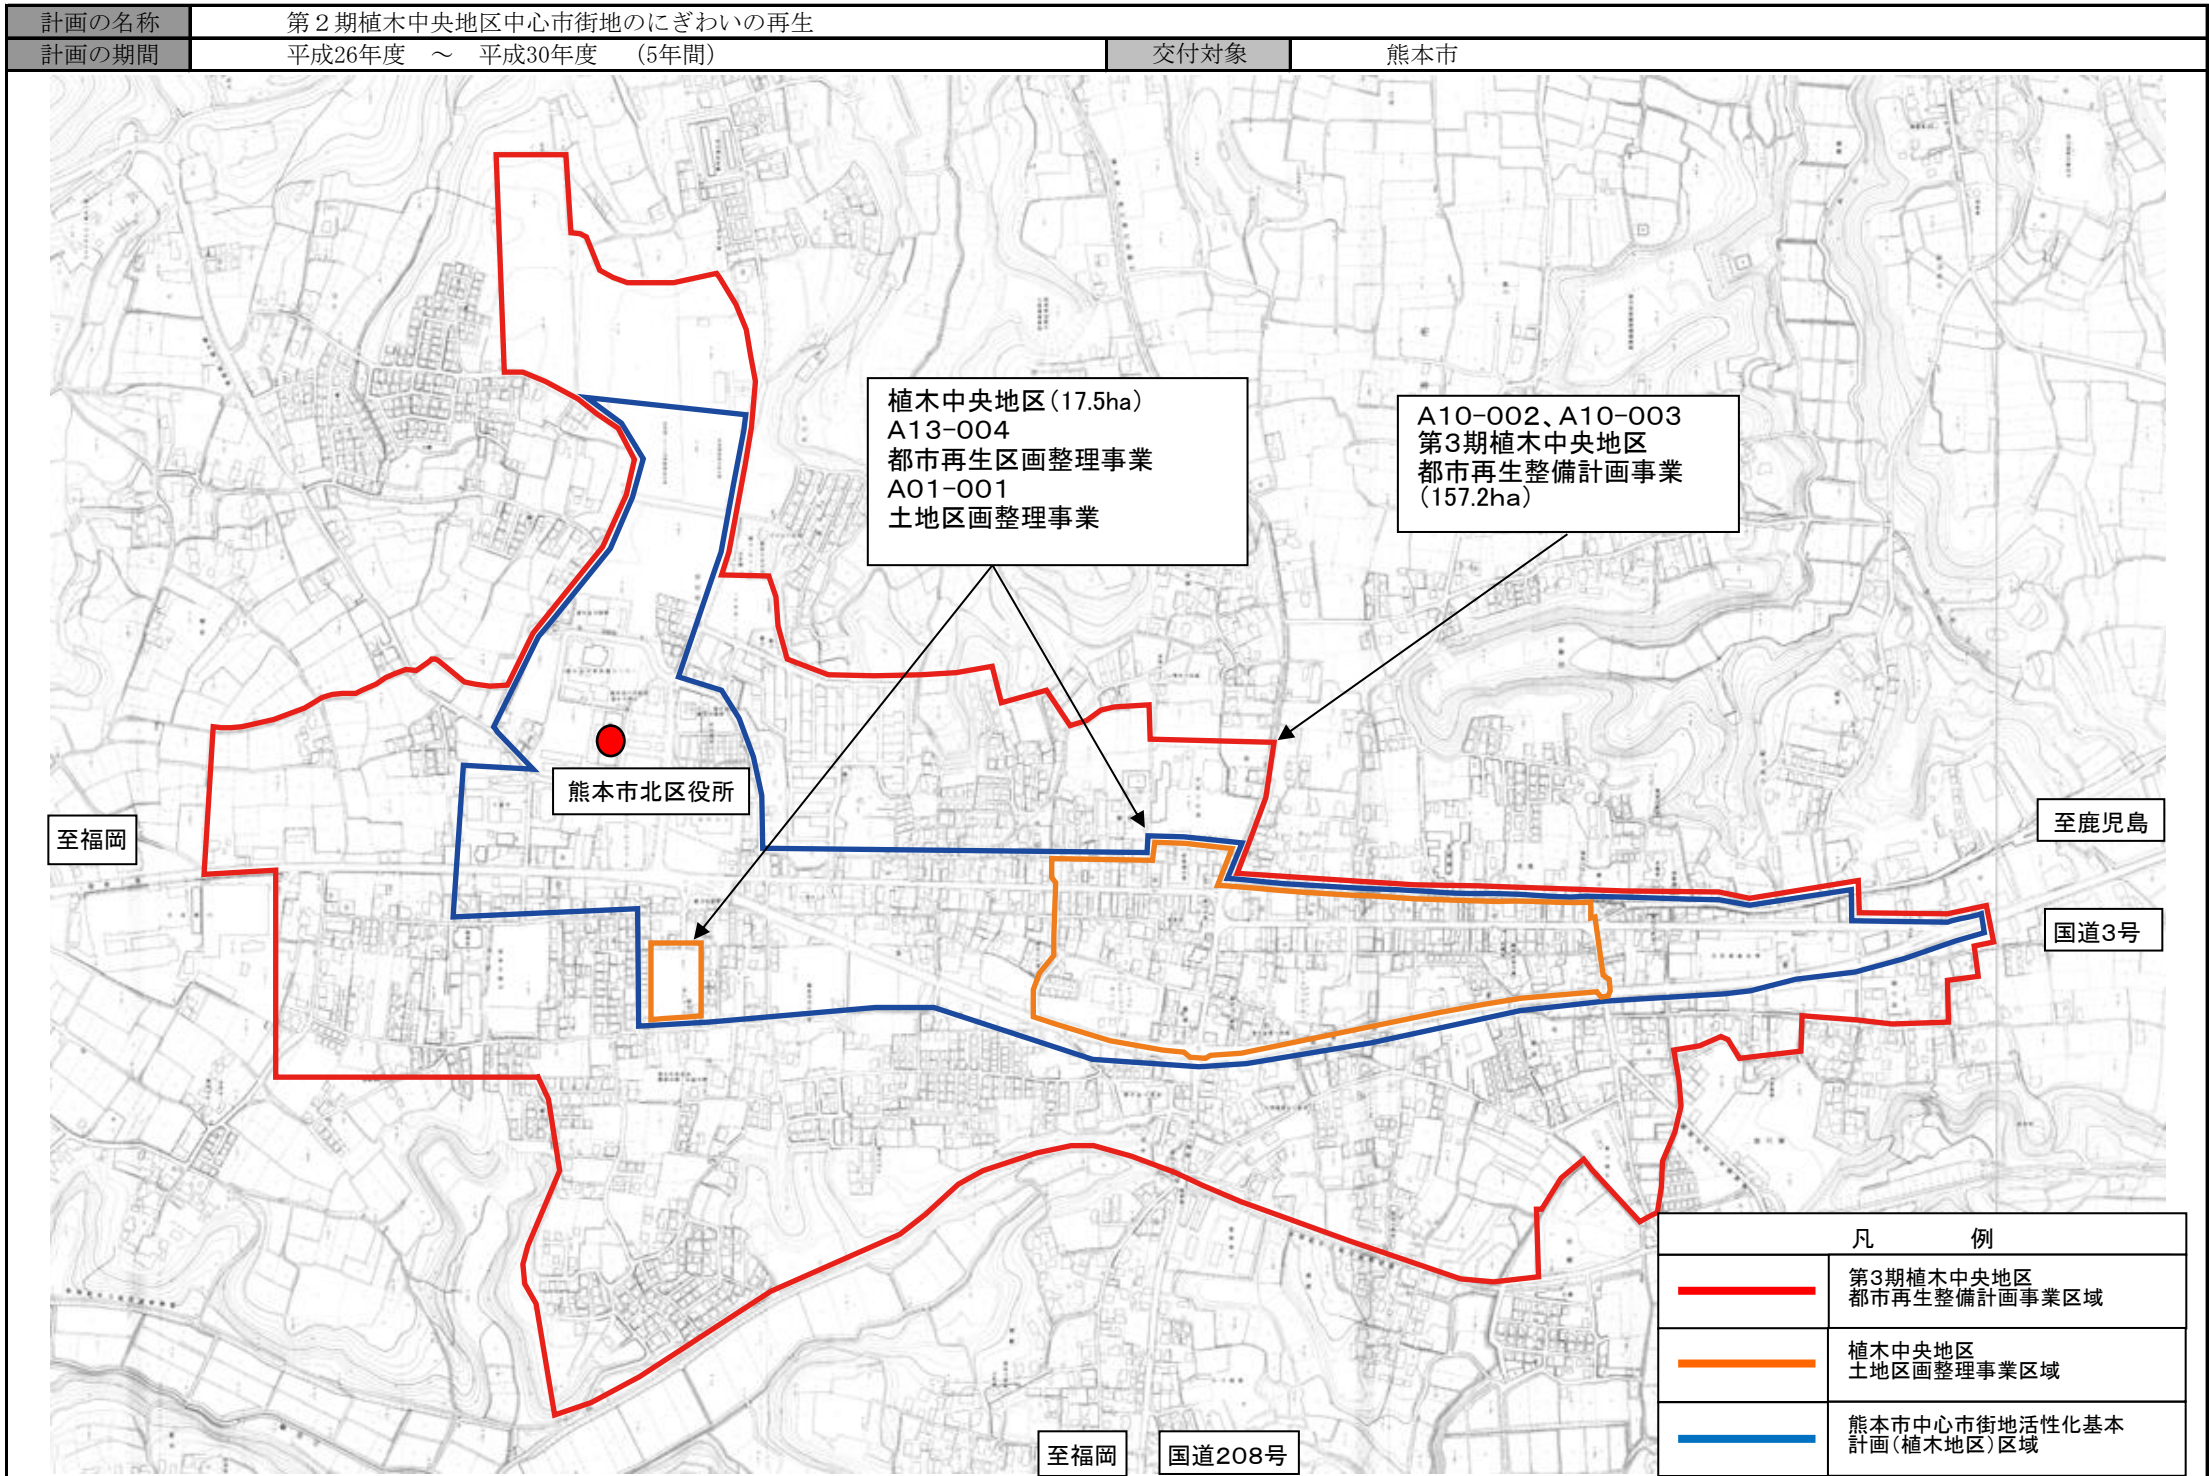 計画の名称 第２期植木中央地区中心市街地のにぎわいの再生
計画の期間 平成26年度 ～ 平成30年度 （5年間） 交付対象 熊本市
植木中央地区（17.5ha）
A13-004
都市再生区画整理事業
A01-001
土地区画整理事業
A10-002、A10-003
第3期植木中央地区
都市再生整備計画事業
（157.2ha）
熊本市北区役所
至福岡
至鹿児島
国道3号
至福岡
国道208号
凡 例
第3期植木中央地区
都市再生整備計画事業区域
植木中央地区
土地区画整理事業区域
熊本市中心市街地活性化基本
計画（植木地区）区域